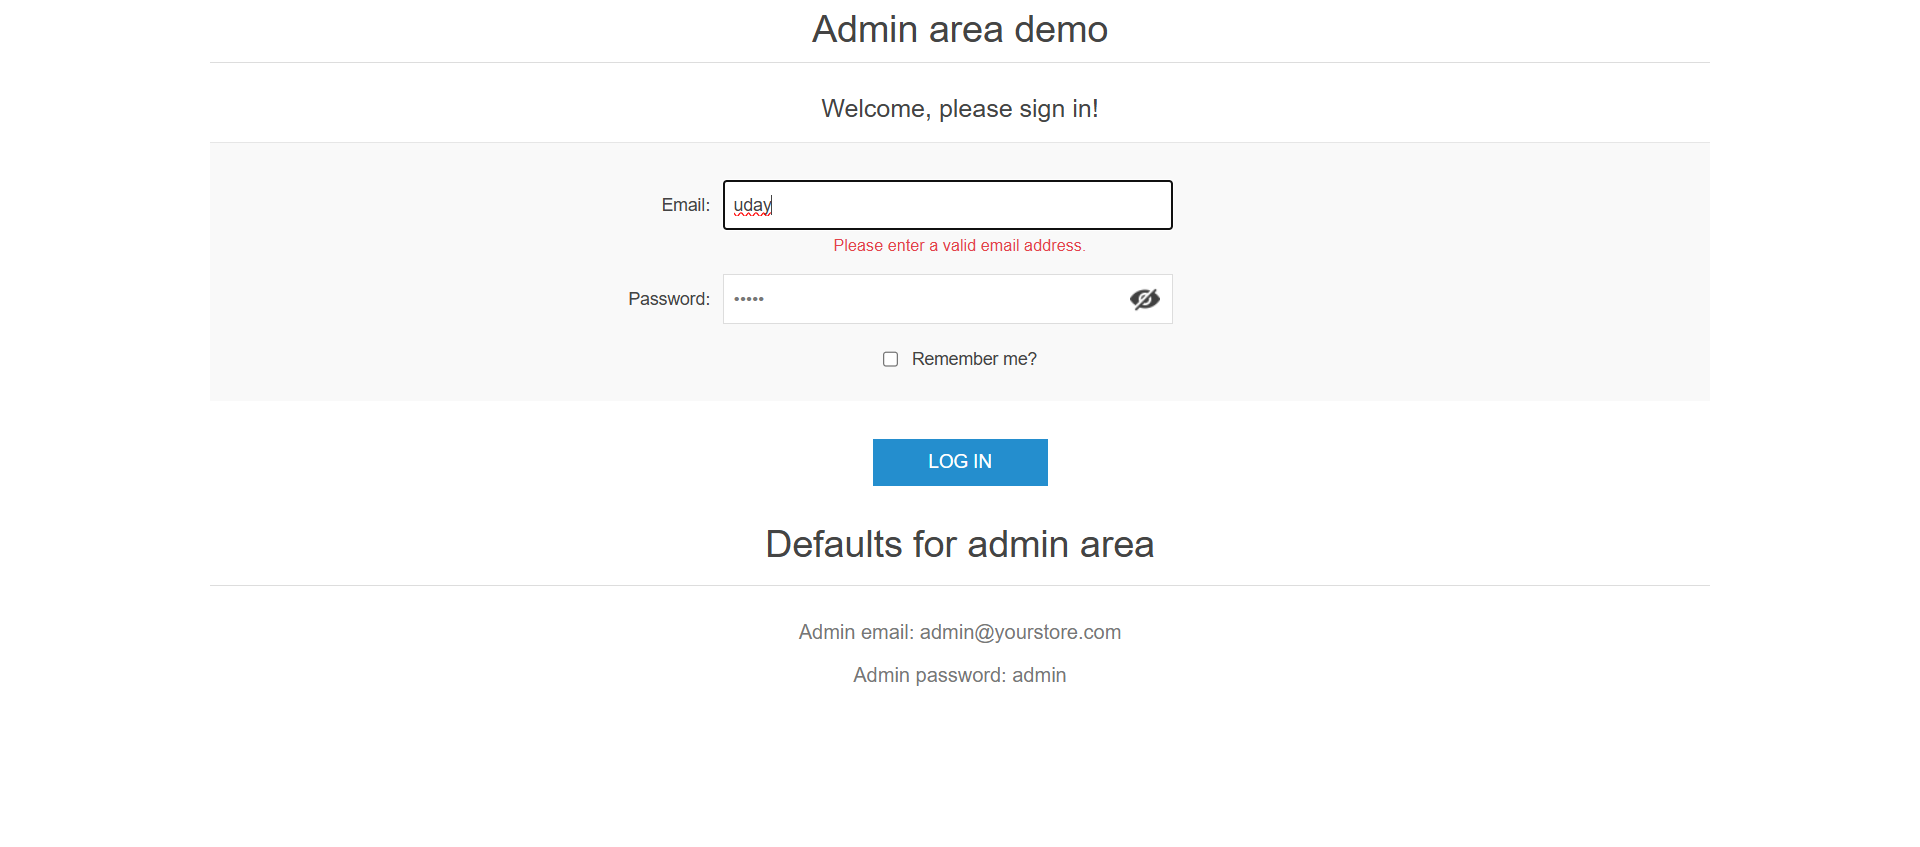 Admin area demo
Welcome, please sign in!
Email: uday
Please enter a valid email address.
Password: •••••
Remember me?
LOG IN
Defaults for admin area
Admin email: admin@yourstore.com
Admin password: admin